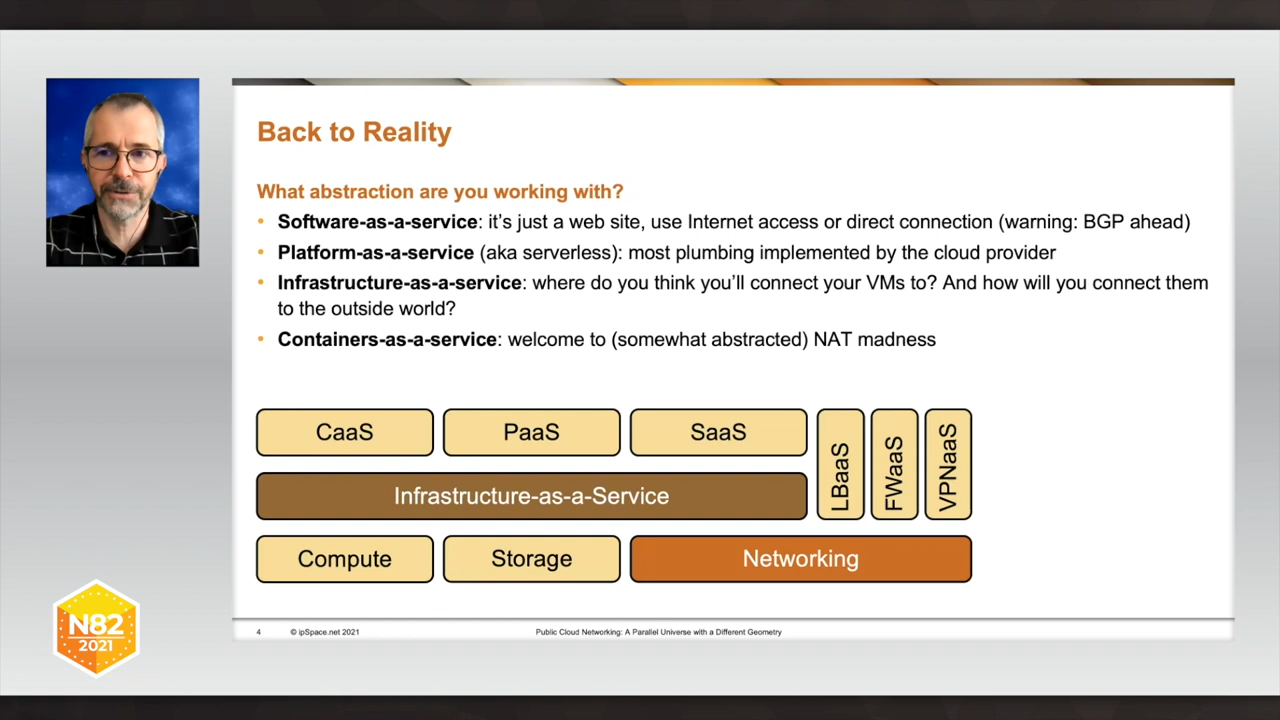 Back to Reality
What abstraction are you working with?
• Software-as-a-service: it’s just a web site, use Internet access or direct connection (warning: BGP ahead)
• Platform-as-a-service (aka serverless): most plumbing implemented by the cloud provider
• Infrastructure-as-a-service: where do you think you’ll connect your VMs to? And how will you connect them
to the outside world?
• Containers-as-a-service: welcome to (somewhat abstracted) NAT madness
CaaS
PaaS
SaaS
LBaaS
FWaaS
VPNaaS
Infrastructure-as-a-Service
Compute
Storage
Networking
4
© ipSpace.net 2021
Public Cloud Networking: A Parallel Universe with a Different Geometry
N82
2021